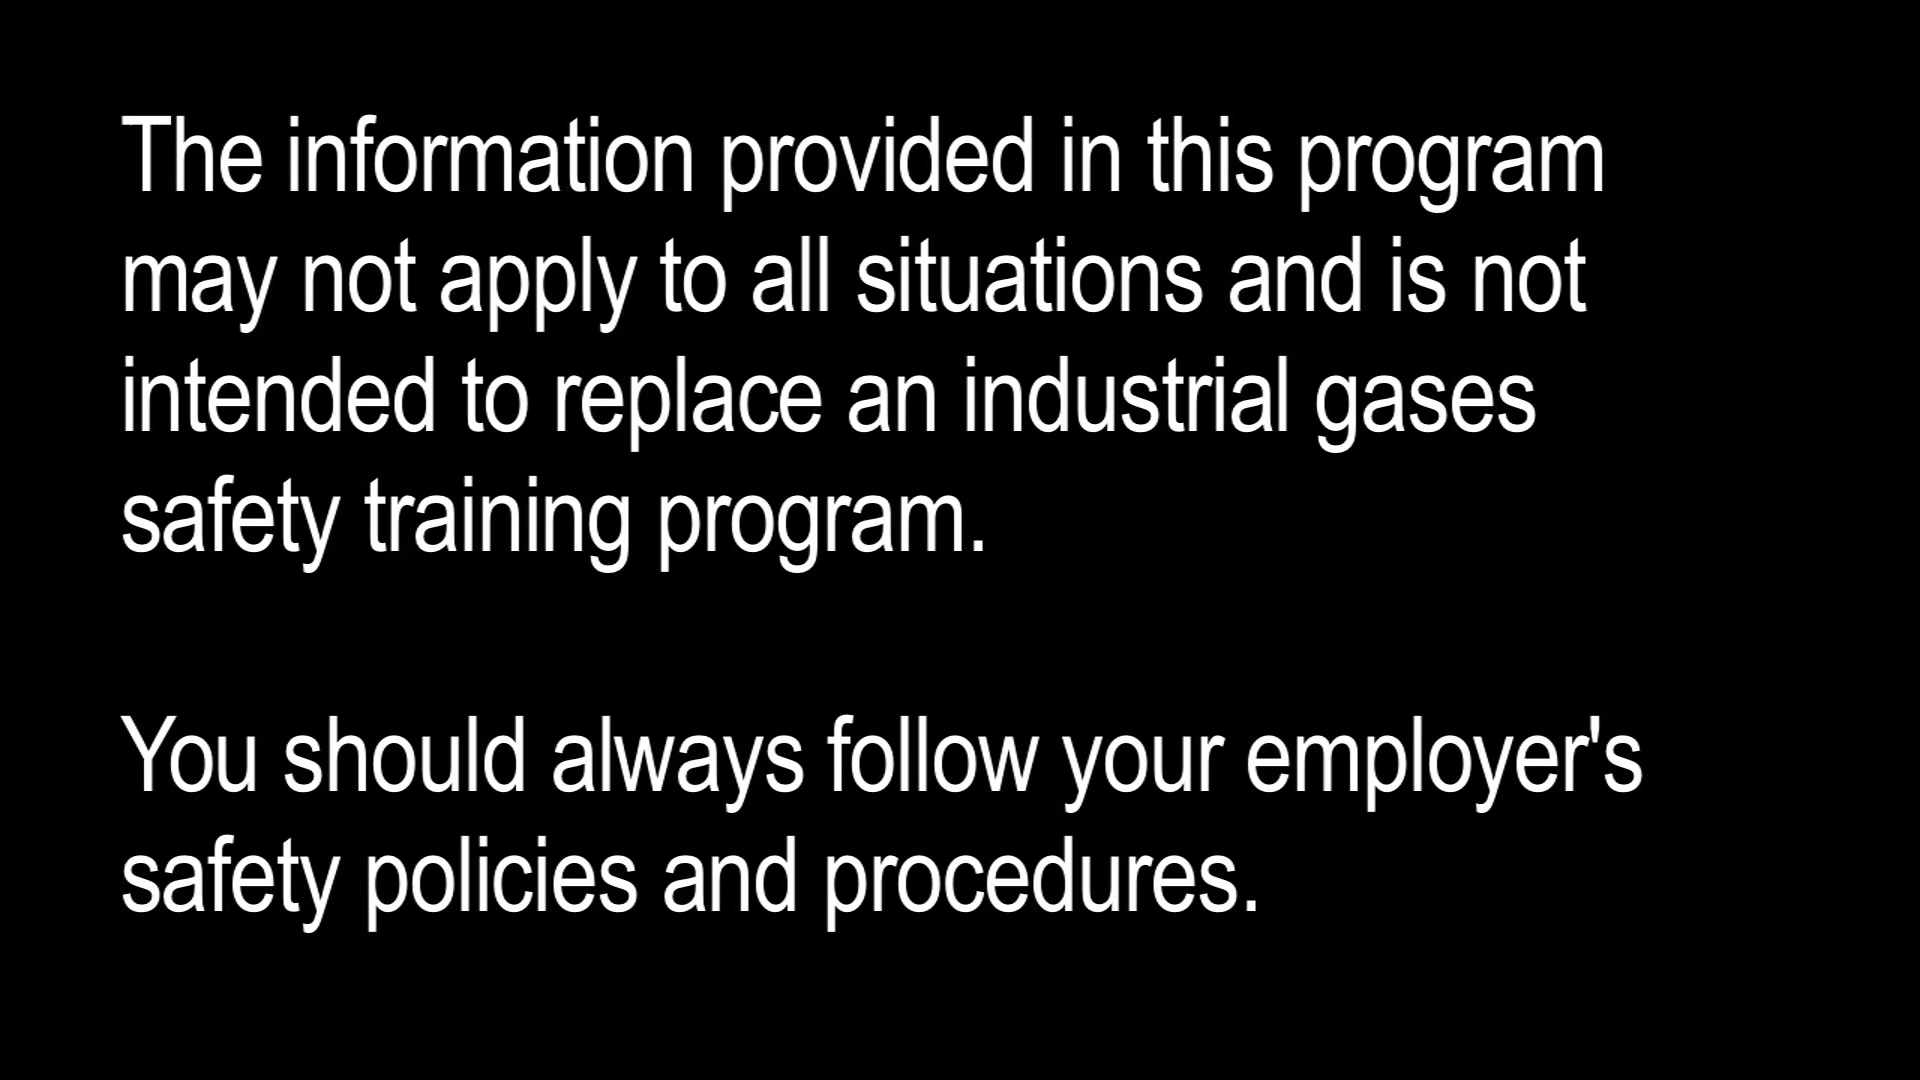 The information provided in this program
may not apply to all situations and is not
intended to replace an industrial gases
safety training program.
You should always follow your employer's
safety policies and procedures.